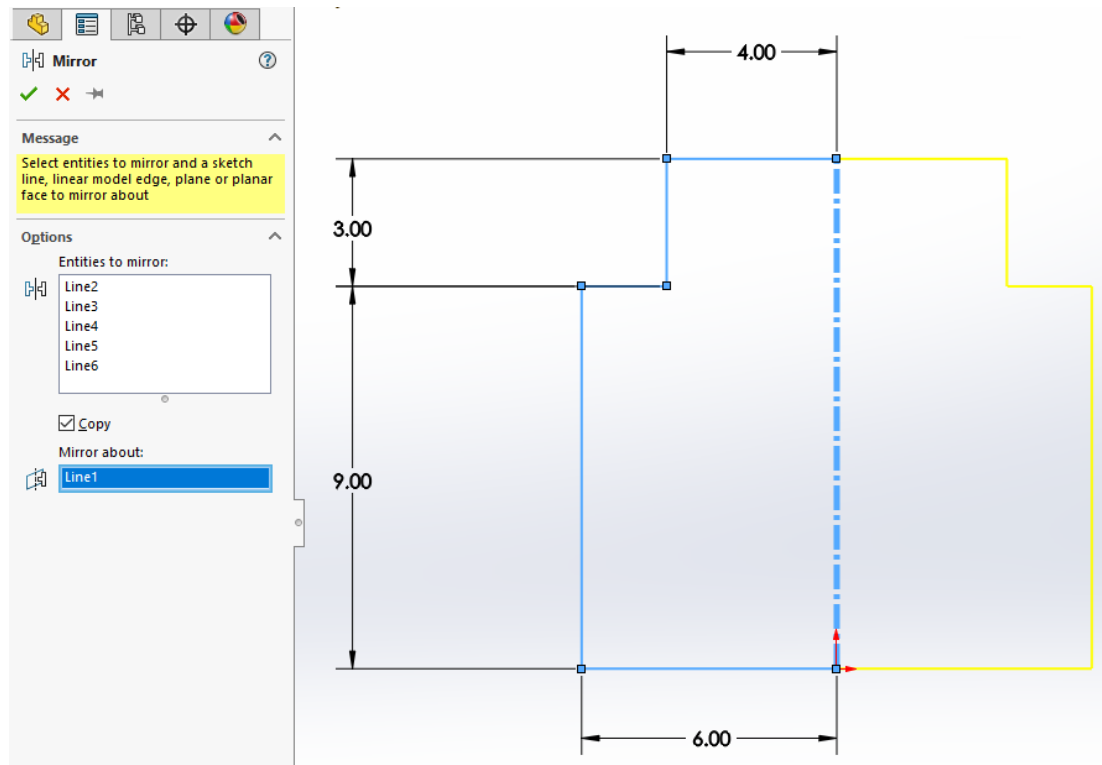 Mirror
Message
Select entities to mirror and a sketch
line, linear model edge, plane or planar
face to mirror about
Options
Entities to mirror:
Line2
Line3
Line4
Line5
Line6
Copy
Mirror about:
Line1
4.00
3.00
9.00
6.00